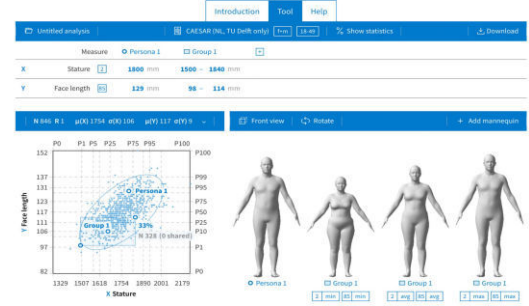 Introduction Tool Help
Untitled analysis CAESAR (NL, TU Delft only) f+m 18-49 % Show statistics Download
Measure Persona 1 Group 1 +
X Stature 2 1800 mm 1500 – 1840 mm
Y Face length 85 129 mm 98 – 114 mm
N 846 R 1 μ(X) 1754 σ(X) 106 μ(Y) 117 σ(Y) 9
Front view Rotate + Add mannequin
P0 P1 P5 P25 P75 P95 P100
152 P100
137 P99
131 P95
Persona 1
123 P75
117 P50
111 P25
Group 1 33%
106 P10
N 328 (0 shared)
97 P1
82 P0
Y Face length
1329 1507 1618 1754 1890 2001 2179
X Stature
Persona 1 Group 1 Group 1 Group 1
2 min 85 min 2 avg 85 avg 2 max 85 max